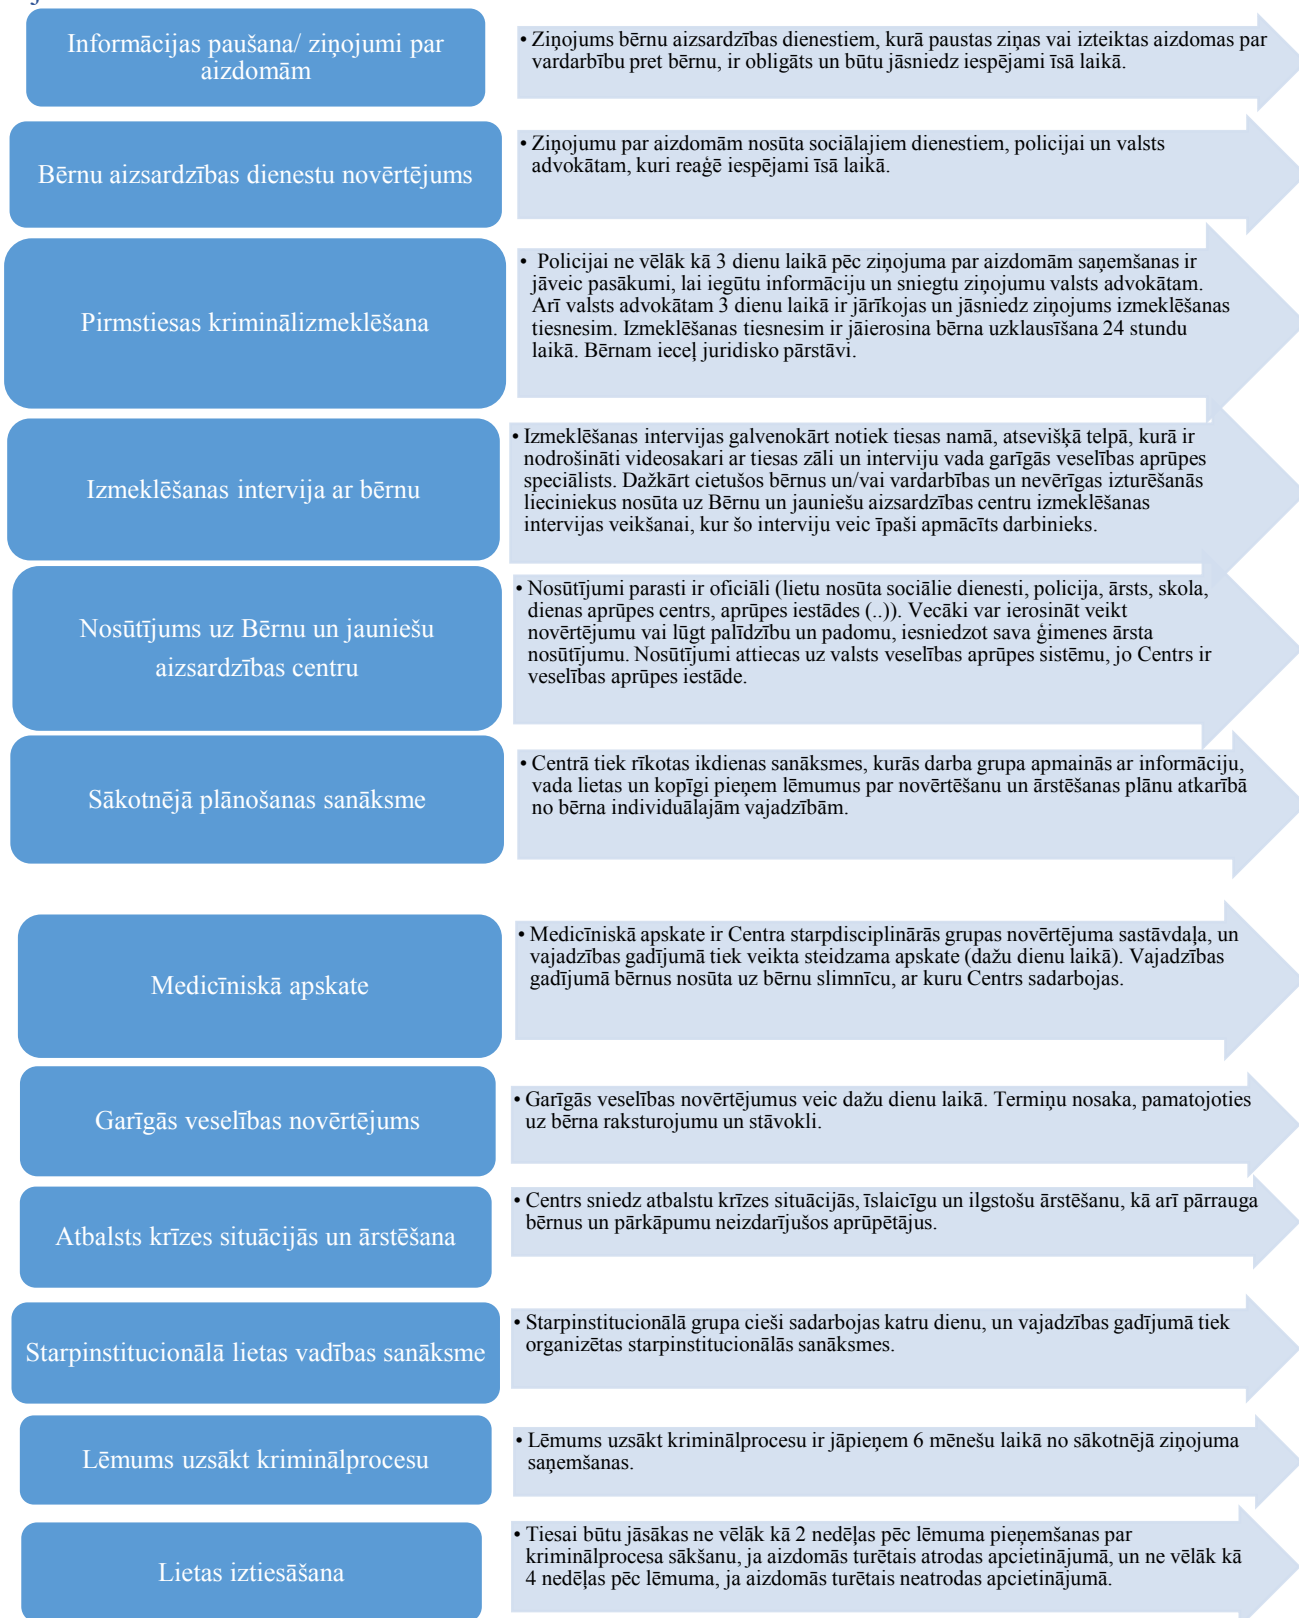 Informācijas paušana/ ziņojumi par
aizdomām
• Ziņojums bērnu aizsardzības dienestiem, kurā paustas ziņas vai izteiktas aizdomas par
vardarbību pret bērnu, ir obligāts un būtu jāsniedz iespējami īsā laikā.
Bērnu aizsardzības dienestu novērtējums
• Ziņojumu par aizdomām nosūta sociālajiem dienestiem, policijai un valsts
advokātam, kuri reaģē iespējami īsā laikā.
Pirmstiesas kriminālizmeklēšana
• Policijai ne vēlāk kā 3 dienu laikā pēc ziņojuma par aizdomām saņemšanas ir
jāveic pasākumi, lai iegūtu informāciju un sniegtu ziņojumu valsts advokātam.
Arī valsts advokātam 3 dienu laikā ir jārīkojas un jāsniedz ziņojums izmeklēšanas
tiesnesim. Izmeklēšanas tiesnesim ir jāierosina bērna uzklausīšana 24 stundu
laikā. Bērnam ieceļ juridisko pārstāvi.
Izmeklēšanas intervija ar bērnu
• Izmeklēšanas intervijas galvenokārt notiek tiesas namā, atsevišķā telpā, kurā ir
nodrošināti videosakari ar tiesas zāli un interviju vada garīgās veselības aprūpes
speciālists. Dažkārt cietušos bērnus un/vai vardarbības un nevērīgas izturēšanās
lieciniekus nosūta uz Bērnu un jauniešu aizsardzības centru izmeklēšanas
intervijas veikšanai, kur šo interviju veic īpaši apmācīts darbinieks.
Nosūtījums uz Bērnu un jauniešu
aizsardzības centru
• Nosūtījumi parasti ir oficiāli (lietu nosūta sociālie dienesti, policija, ārsts, skola,
dienas aprūpes centrs, aprūpes iestādes (..)). Vecāki var ierosināt veikt
novērtējumu vai lūgt palīdzību un padomu, iesniedzot sava ģimenes ārsta
nosūtījumu. Nosūtījumi attiecas uz valsts veselības aprūpes sistēmu, jo Centrs ir
veselības aprūpes iestāde.
Sākotnējā plānošanas sanāksme
• Centrā tiek rīkotas ikdienas sanāksmes, kurās darba grupa apmainās ar informāciju,
vada lietas un kopīgi pieņem lēmumus par novērtēšanu un ārstēšanas plānu atkarībā
no bērna individuālajām vajadzībām.
Medicīniskā apskate
• Medicīniskā apskate ir Centra starpdisciplinārās grupas novērtējuma sastāvdaļa, un
vajadzības gadījumā tiek veikta steidzama apskate (dažu dienu laikā). Vajadzības
gadījumā bērnus nosūta uz bērnu slimnīcu, ar kuru Centrs sadarbojas.
Garīgās veselības novērtējums
• Garīgās veselības novērtējumus veic dažu dienu laikā. Termiņu nosaka, pamatojoties
uz bērna raksturojumu un stāvokli.
Atbalsts krīzes situācijās un ārstēšana
• Centrs sniedz atbalstu krīzes situācijās, īslaicīgu un ilgstošu ārstēšanu, kā arī pārrauga
bērnus un pārkāpumu neizdarījušos aprūpētājus.
Starpinstitucionālā lietas vadības sanāksme
• Starpinstitucionālā grupa cieši sadarbojas katru dienu, un vajadzības gadījumā tiek
organizētas starpinstitucionālās sanāksmes.
Lēmums uzsākt kriminālprocesu
• Lēmums uzsākt kriminālprocesu ir jāpieņem 6 mēnešu laikā no sākotnējā ziņojuma
saņemšanas.
Lietas iztiesāšana
• Tiesai būtu jāsākas ne vēlāk kā 2 nedēļas pēc lēmuma pieņemšanas par
kriminālprocesa sākšanu, ja aizdomās turētais atrodas apcietinājumā, un ne vēlāk kā
4 nedēļas pēc lēmuma, ja aizdomās turētais neatrodas apcietinājumā.